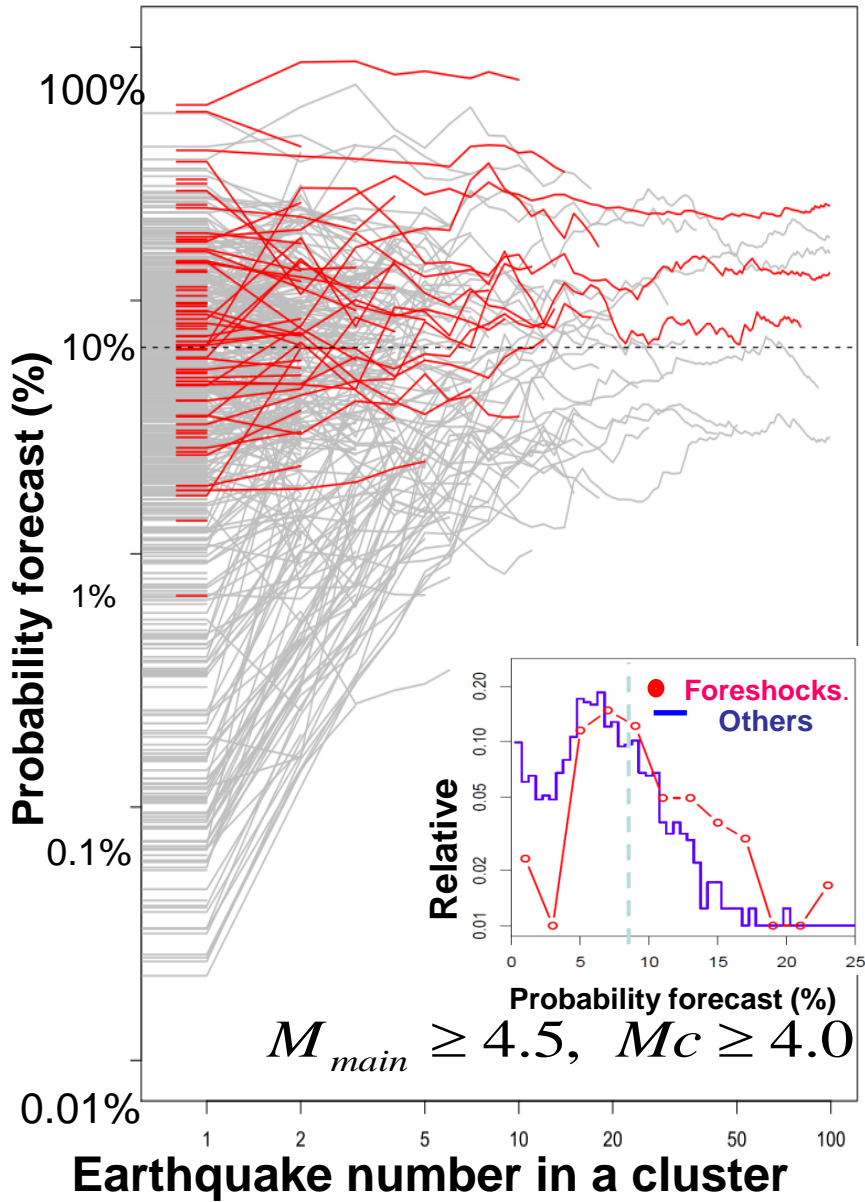 Probability forecast (%)
100%
10%
1%
0.1%
0.01%
Relative
0.20
0.10
0.05
0.02
0.01
Foreshocks.
Others
0 5 10 15 20 25
Probability forecast (%)
M main ≥ 4.5, Mc ≥ 4.0
1 2 5 10 20 50 100
Earthquake number in a cluster